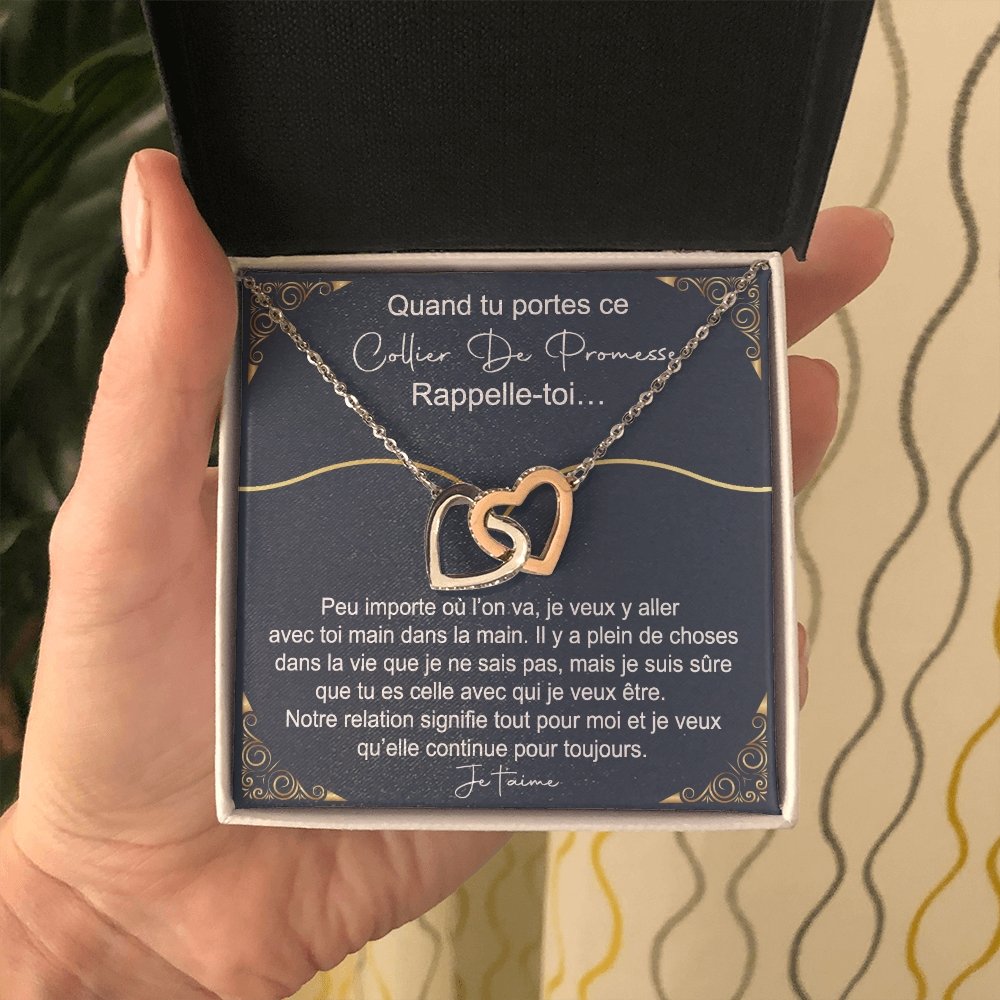 Quand tu portes ce
Collier De Promesse
Rappelle-toi…
Peu importe où l'on va, je veux y aller
avec toi main dans la main. Il y a plein de choses
dans la vie que je ne sais pas, mais je suis sûre
que tu es celle avec qui je veux être.
Notre relation signifie tout pour moi et je veux
qu'elle continue pour toujours.
Je t'aime